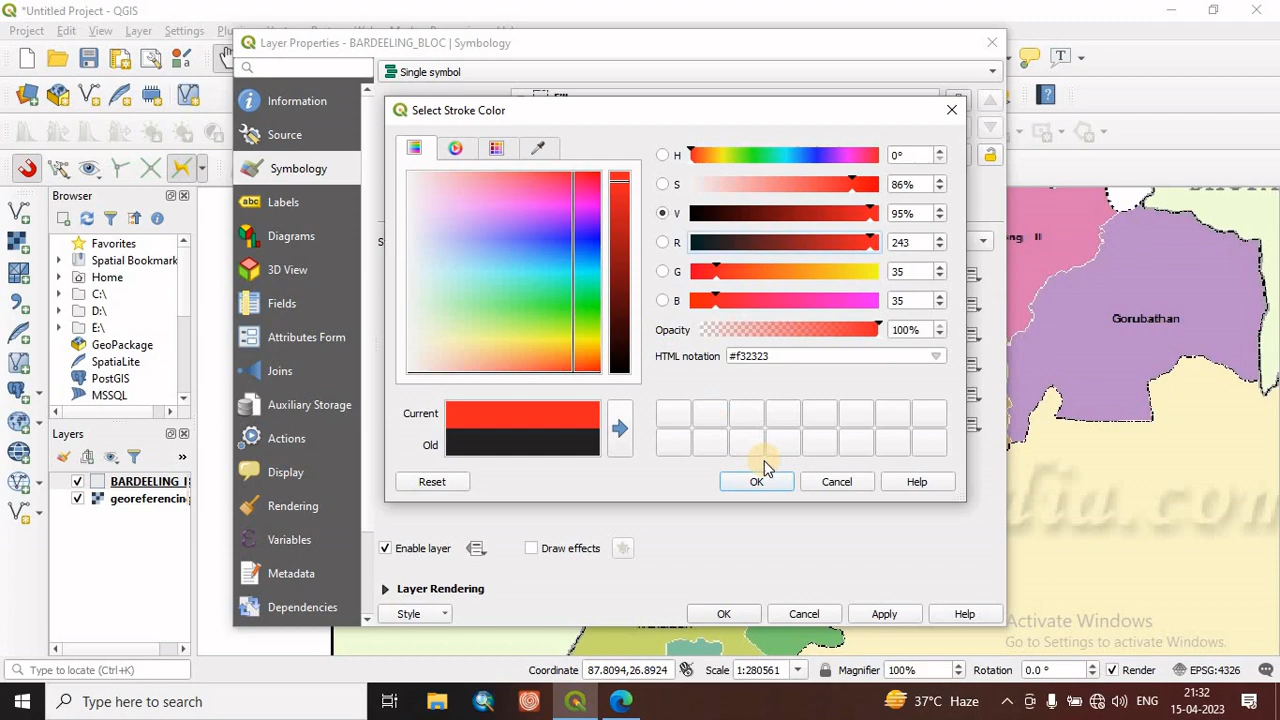 *Untitled Project - QGIS
Project Edit View Layer Settings
Layer Properties - BARDEELING_BLOC | Symbology
Single symbol
Information
Source
Symbology
Labels
Diagrams
3D View
Fields
Attributes Form
Joins
Auxiliary Storage
Actions
Display
Rendering
Variables
Metadata
Dependencies
Select Stroke Color
H 0°
S 86%
V 95%
R 243
G 35
B 35
Opacity 100%
HTML notation #f32323
Current
Old
Reset OK Cancel Help
Enable layer Draw effects
Layer Rendering
Style OK Cancel Apply Help
Browser
Favorites
Spatial Bookmark
Home
C:\
D:\
E:\
GeoPackage
SpatiaLite
PostGIS
MSSQL
Layers
BARDEELING_
georeferencing
Gorubathan
Activate Windows
Go to Settings to activate Windows.
Type to locate (Ctrl+K) Coordinate 87.8094,26.8924 Scale 1:280561 Magnifier 100% Rotation 0.0 ° Render EPSG:4326
Type here to search 37°C Haze ENG 21:32
15-04-2023